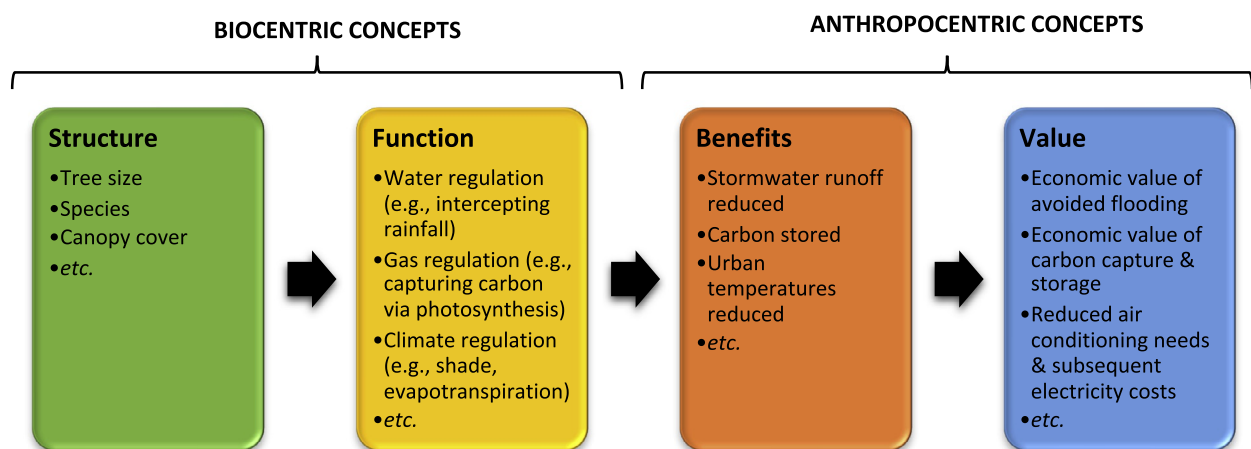 BIOCENTRIC CONCEPTS
ANTHROPOCENTRIC CONCEPTS
Structure
•Tree size
•Species
•Canopy cover
•etc.
Function
•Water regulation
(e.g., intercepting
rainfall)
•Gas regulation (e.g.,
capturing carbon
via photosynthesis)
•Climate regulation
(e.g., shade,
evapotranspiration)
•etc.
Benefits
•Stormwater runoff
reduced
•Carbon stored
•Urban
temperatures
reduced
•etc.
Value
•Economic value of
avoided flooding
•Economic value of
carbon capture &
storage
•Reduced air
conditioning needs
& subsequent
electricity costs
•etc.